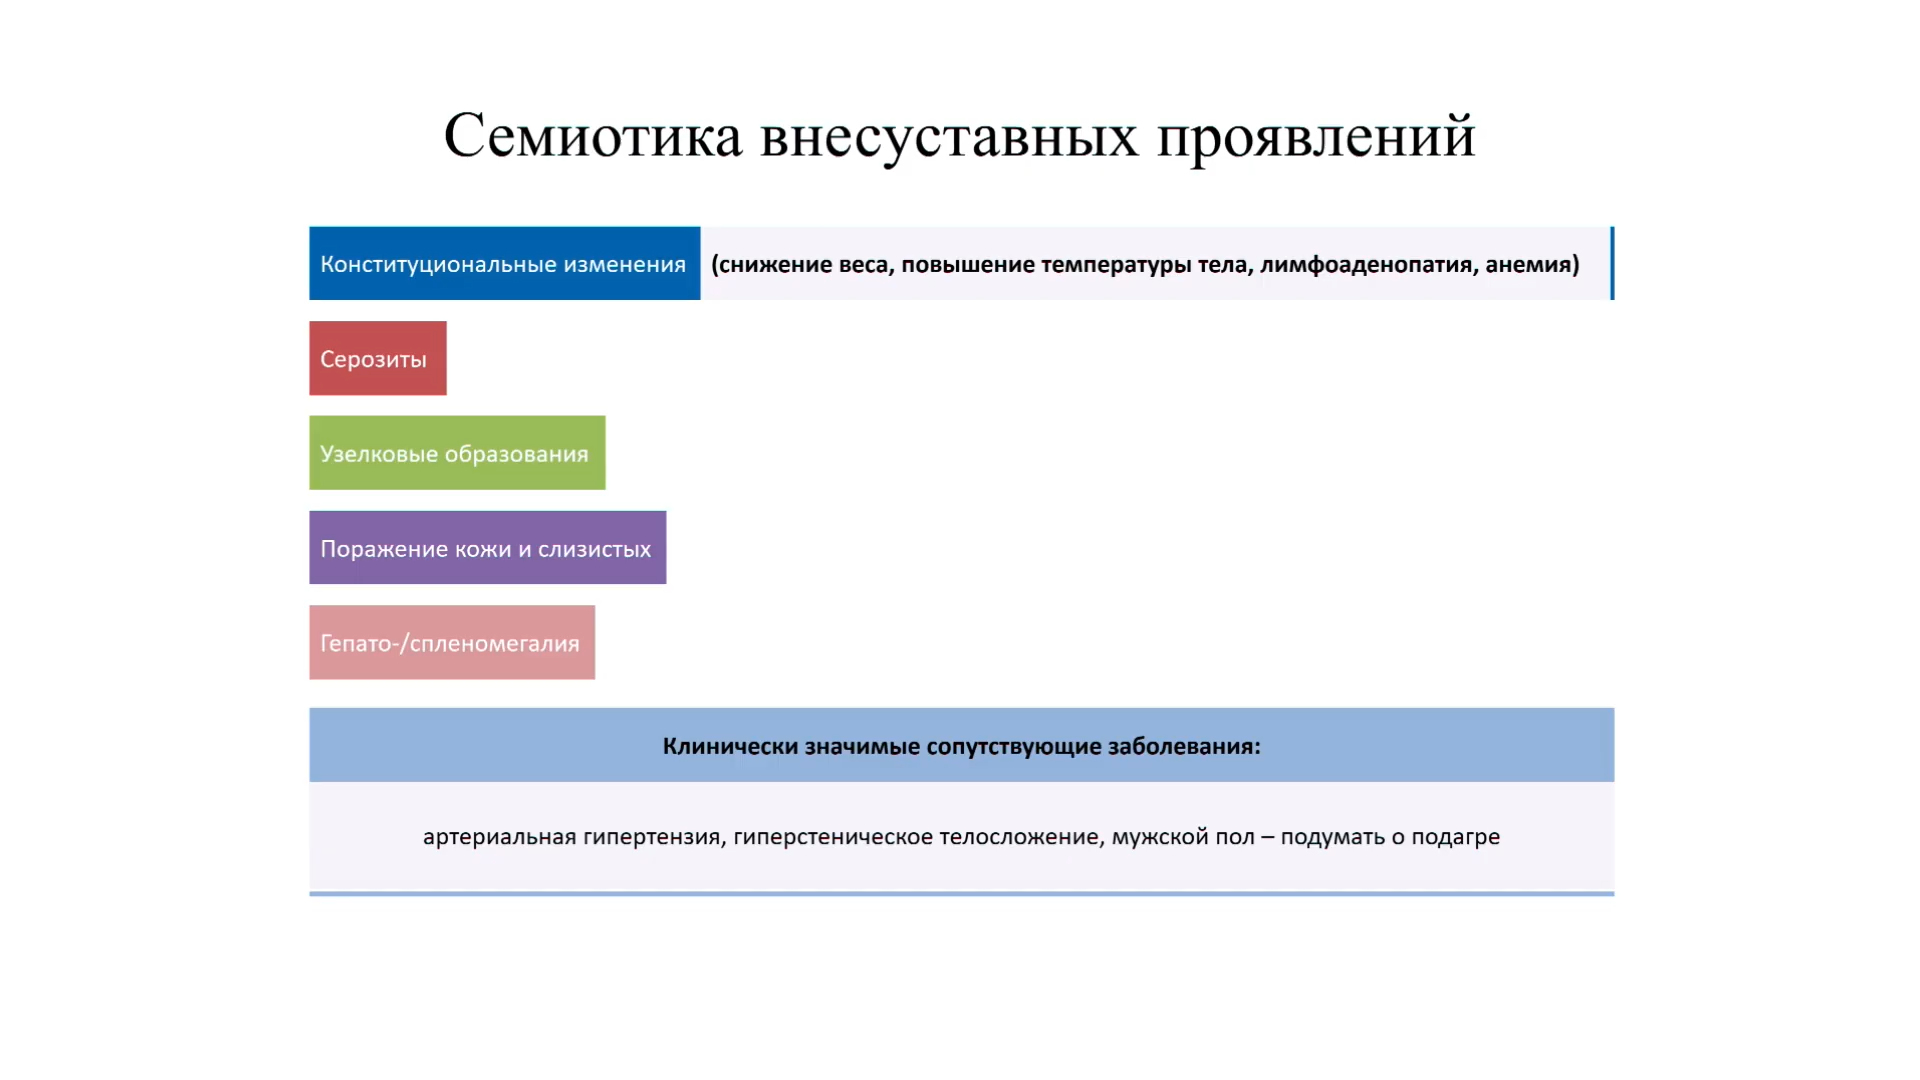 Семиотика внесуставных проявлений
Конституциональные изменения (снижение веса, повышение температуры тела, лимфоаденопатия, анемия)
Серозиты
Узелковые образования
Поражение кожи и слизистых
Гепато-/спленомегалия
Клинически значимые сопутствующие заболевания:
артериальная гипертензия, гиперстеническое телосложение, мужской пол – подумать о подагре